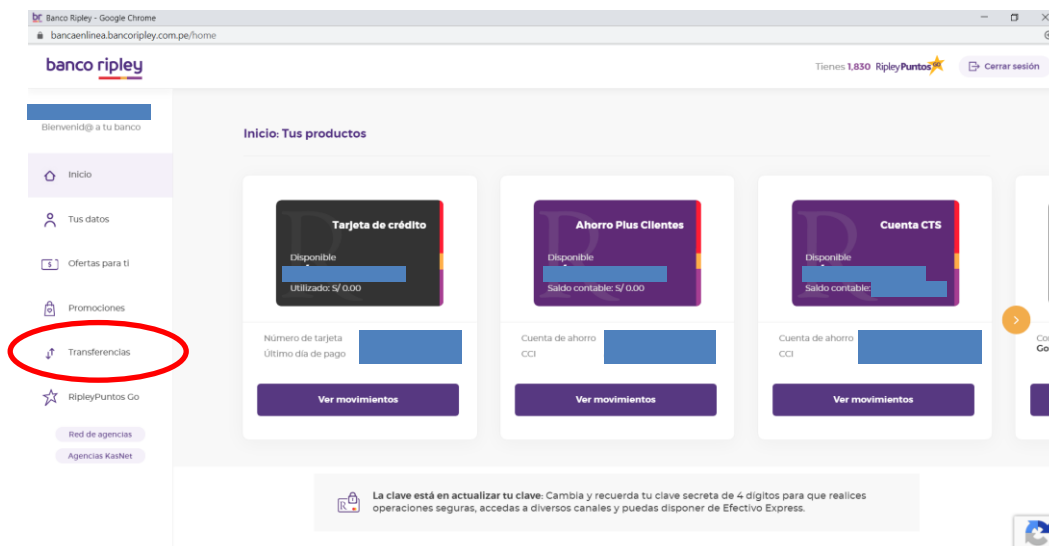 Banco Ripley - Google Chrome
bancaenlinea.bancoripley.com.pe/home
banco ripley
Tienes 1,830 RipleyPuntos GO
Cerrar sesión
Bienvenid@ a tu banco
Inicio: Tus productos
Inicio
Tus datos
Ofertas para ti
Promociones
Transferencias
RipleyPuntos Go
Red de agencias
Agencias KasNet
Tarjeta de crédito
Disponible
Utilizado: S/ 0.00
Número de tarjeta
Último día de pago
Ver movimientos
Ahorro Plus Clientes
Disponible
Saldo contable: S/ 0.00
Cuenta de ahorro
CCI
Ver movimientos
Cuenta CTS
Disponible
Saldo contable:
Cuenta de ahorro
CCI
Ver movimientos
La clave está en actualizar tu clave: Cambia y recuerda tu clave secreta de 4 dígitos para que realices
operaciones seguras, accedas a diversos canales y puedas disponer de Efectivo Express.